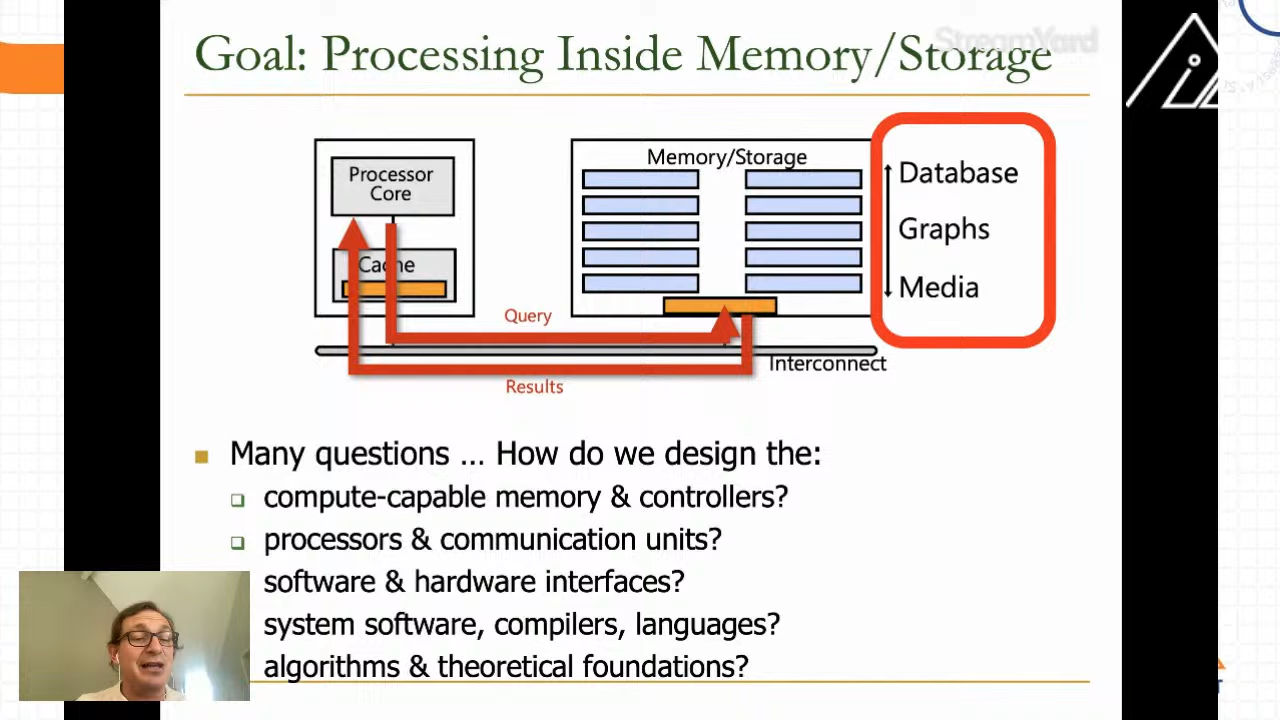 Goal: Processing Inside Memory/Storage
StreamYard
Processor
Core
Cache
Memory/Storage
Database
Graphs
Media
Query
Interconnect
Results
Many questions … How do we design the:
compute-capable memory & controllers?
processors & communication units?
software & hardware interfaces?
system software, compilers, languages?
algorithms & theoretical foundations?